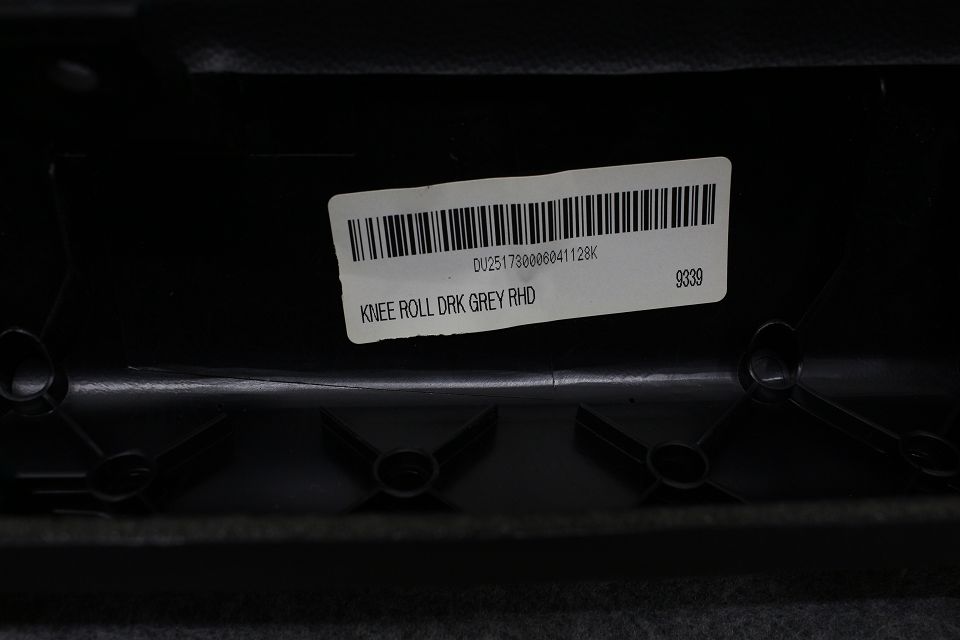 DU251730006041128K
KNEE ROLL DRK GREY RHD
9339